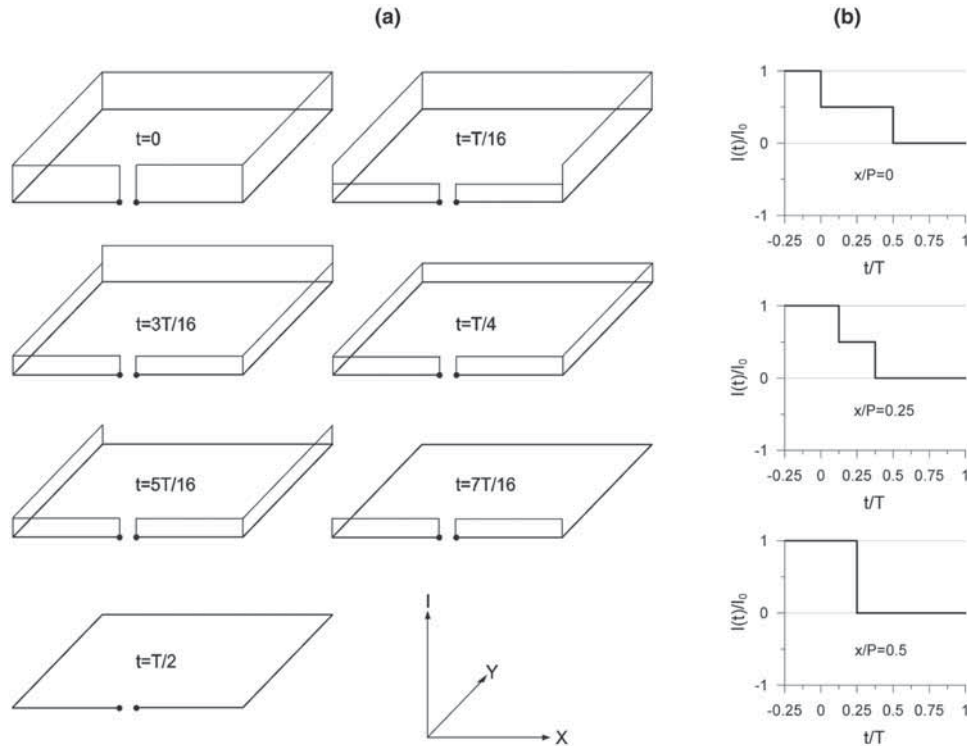 (a)
t=0
t=T/16
t=3T/16
t=T/4
t=5T/16
t=7T/16
t=T/2
I
Y
X
(b)
I(t)/I₀
1
0
-1
x/P=0
-0.25 0 0.25 0.5 0.75 1
t/T
I(t)/I₀
1
0
-1
x/P=0.25
-0.25 0 0.25 0.5 0.75 1
t/T
I(t)/I₀
1
0
-1
x/P=0.5
-0.25 0 0.25 0.5 0.75 1
t/T